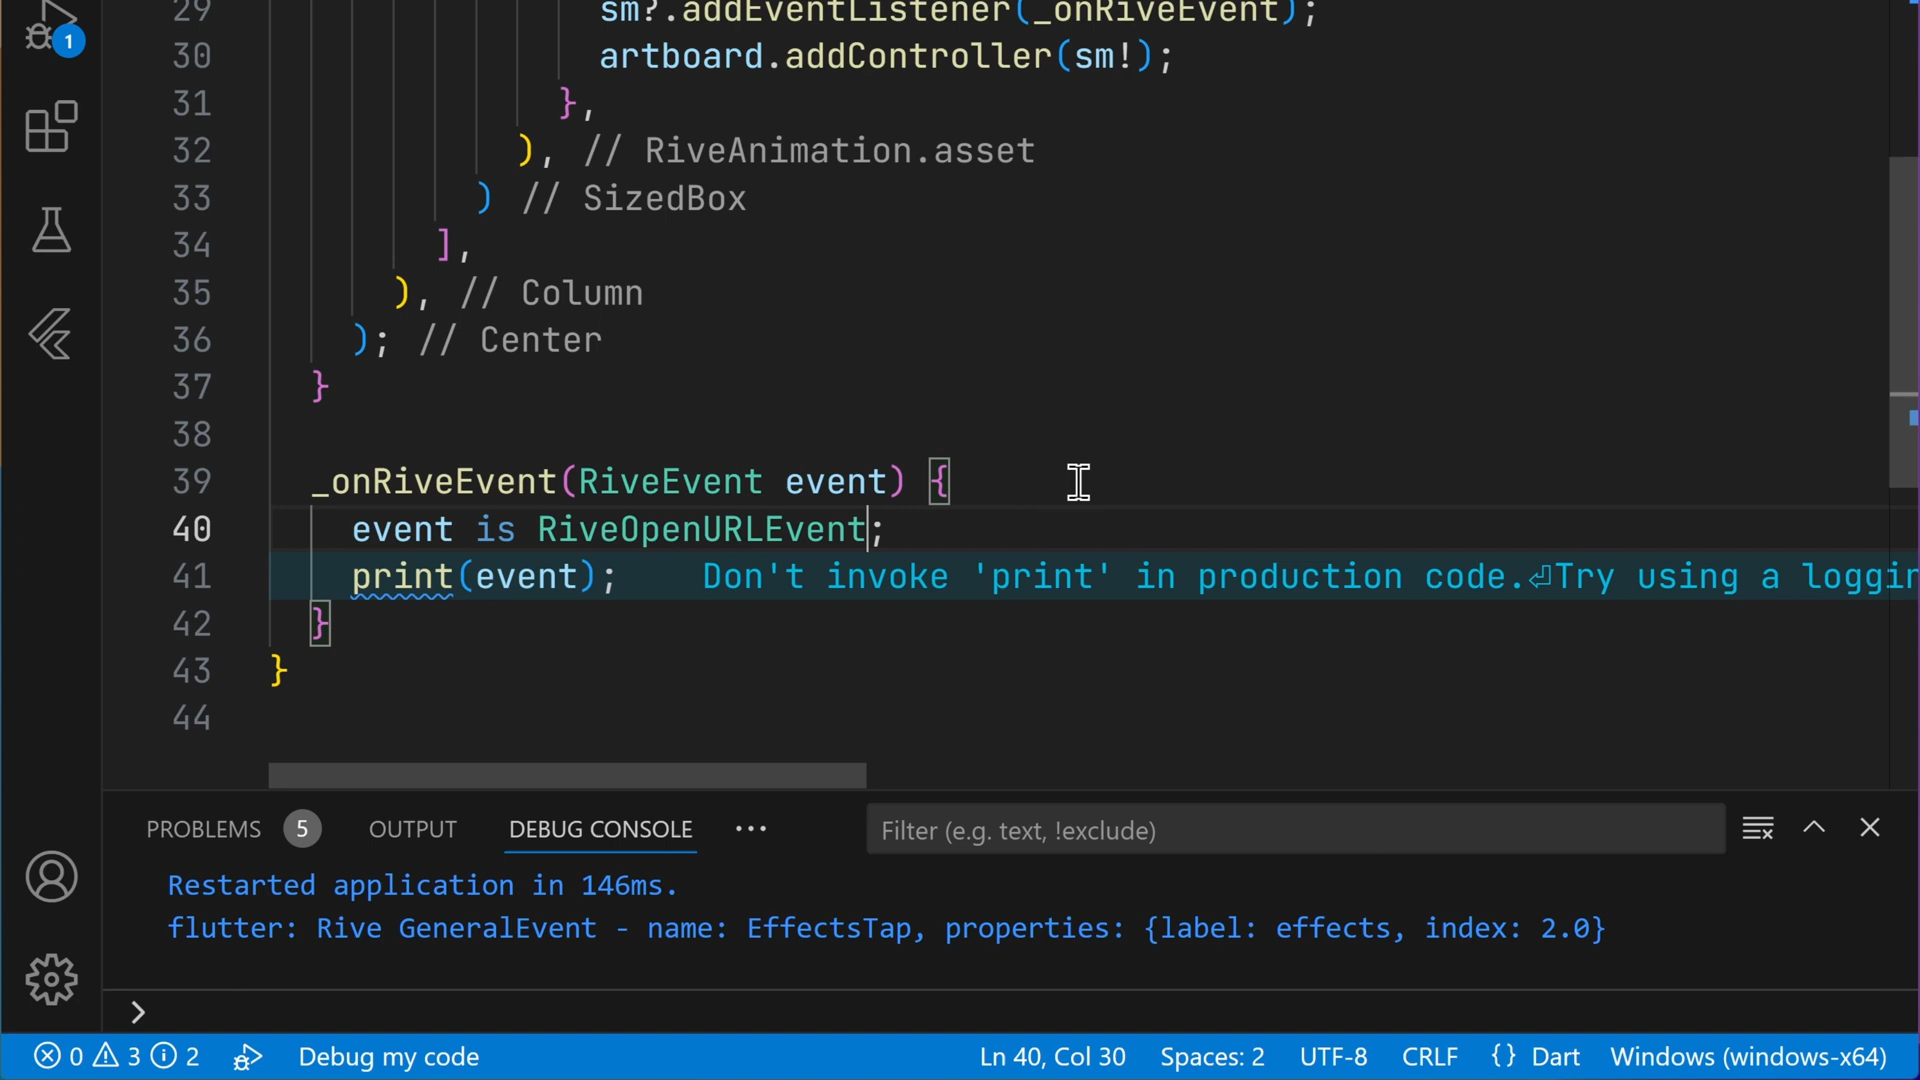 1
29 sm?.addEventListener(_onRiveEvent);
30 artboard.addController(sm!);
31 },
32 ), // RiveAnimation.asset
33 ) // SizedBox
34 ],
35 ), // Column
36 ); // Center
37 }
38
39 _onRiveEvent(RiveEvent event) {
40 event is RiveOpenURLEvent;
41 print(event); Don't invoke 'print' in production code.⏎Try using a loggin
42 }
43 }
44
PROBLEMS 5 OUTPUT DEBUG CONSOLE ··· Filter (e.g. text, !exclude)
Restarted application in 146ms.
flutter: Rive GeneralEvent - name: EffectsTap, properties: {label: effects, index: 2.0}
>
0 3 2 Debug my code Ln 40, Col 30 Spaces: 2 UTF-8 CRLF {} Dart Windows (windows-x64)